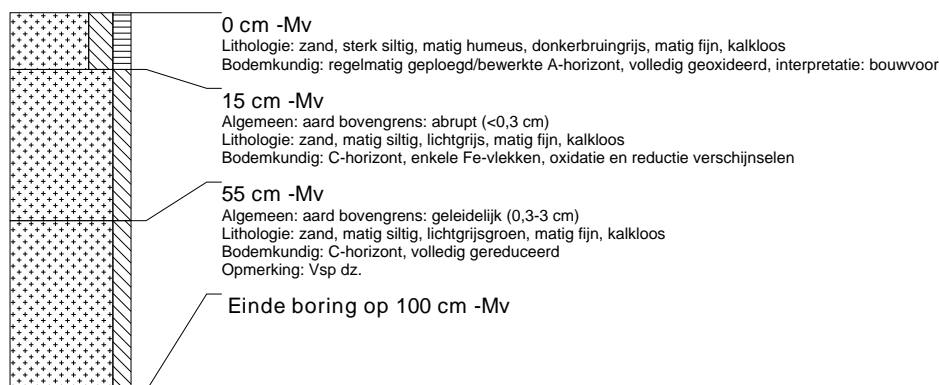 0 cm -Mv
Lithologie: zand, sterk siltig, matig humeus, donkerbruingrijs, matig fijn, kalkloos
Bodemkundig: regelmatig geploegd/bewerkte A-horizont, volledig geoxideerd, interpretatie: bouwvoor
15 cm -Mv
Algemeen: aard bovengrens: abrupt (<0,3 cm)
Lithologie: zand, matig siltig, lichtgrijs, matig fijn, kalkloos
Bodemkundig: C-horizont, enkele Fe-vlekken, oxidatie en reductie verschijnselen
55 cm -Mv
Algemeen: aard bovengrens: geleidelijk (0,3-3 cm)
Lithologie: zand, matig siltig, lichtgrijsgroen, matig fijn, kalkloos
Bodemkundig: C-horizont, volledig gereduceerd
Opmerking: Vsp dz.
Einde boring op 100 cm -Mv